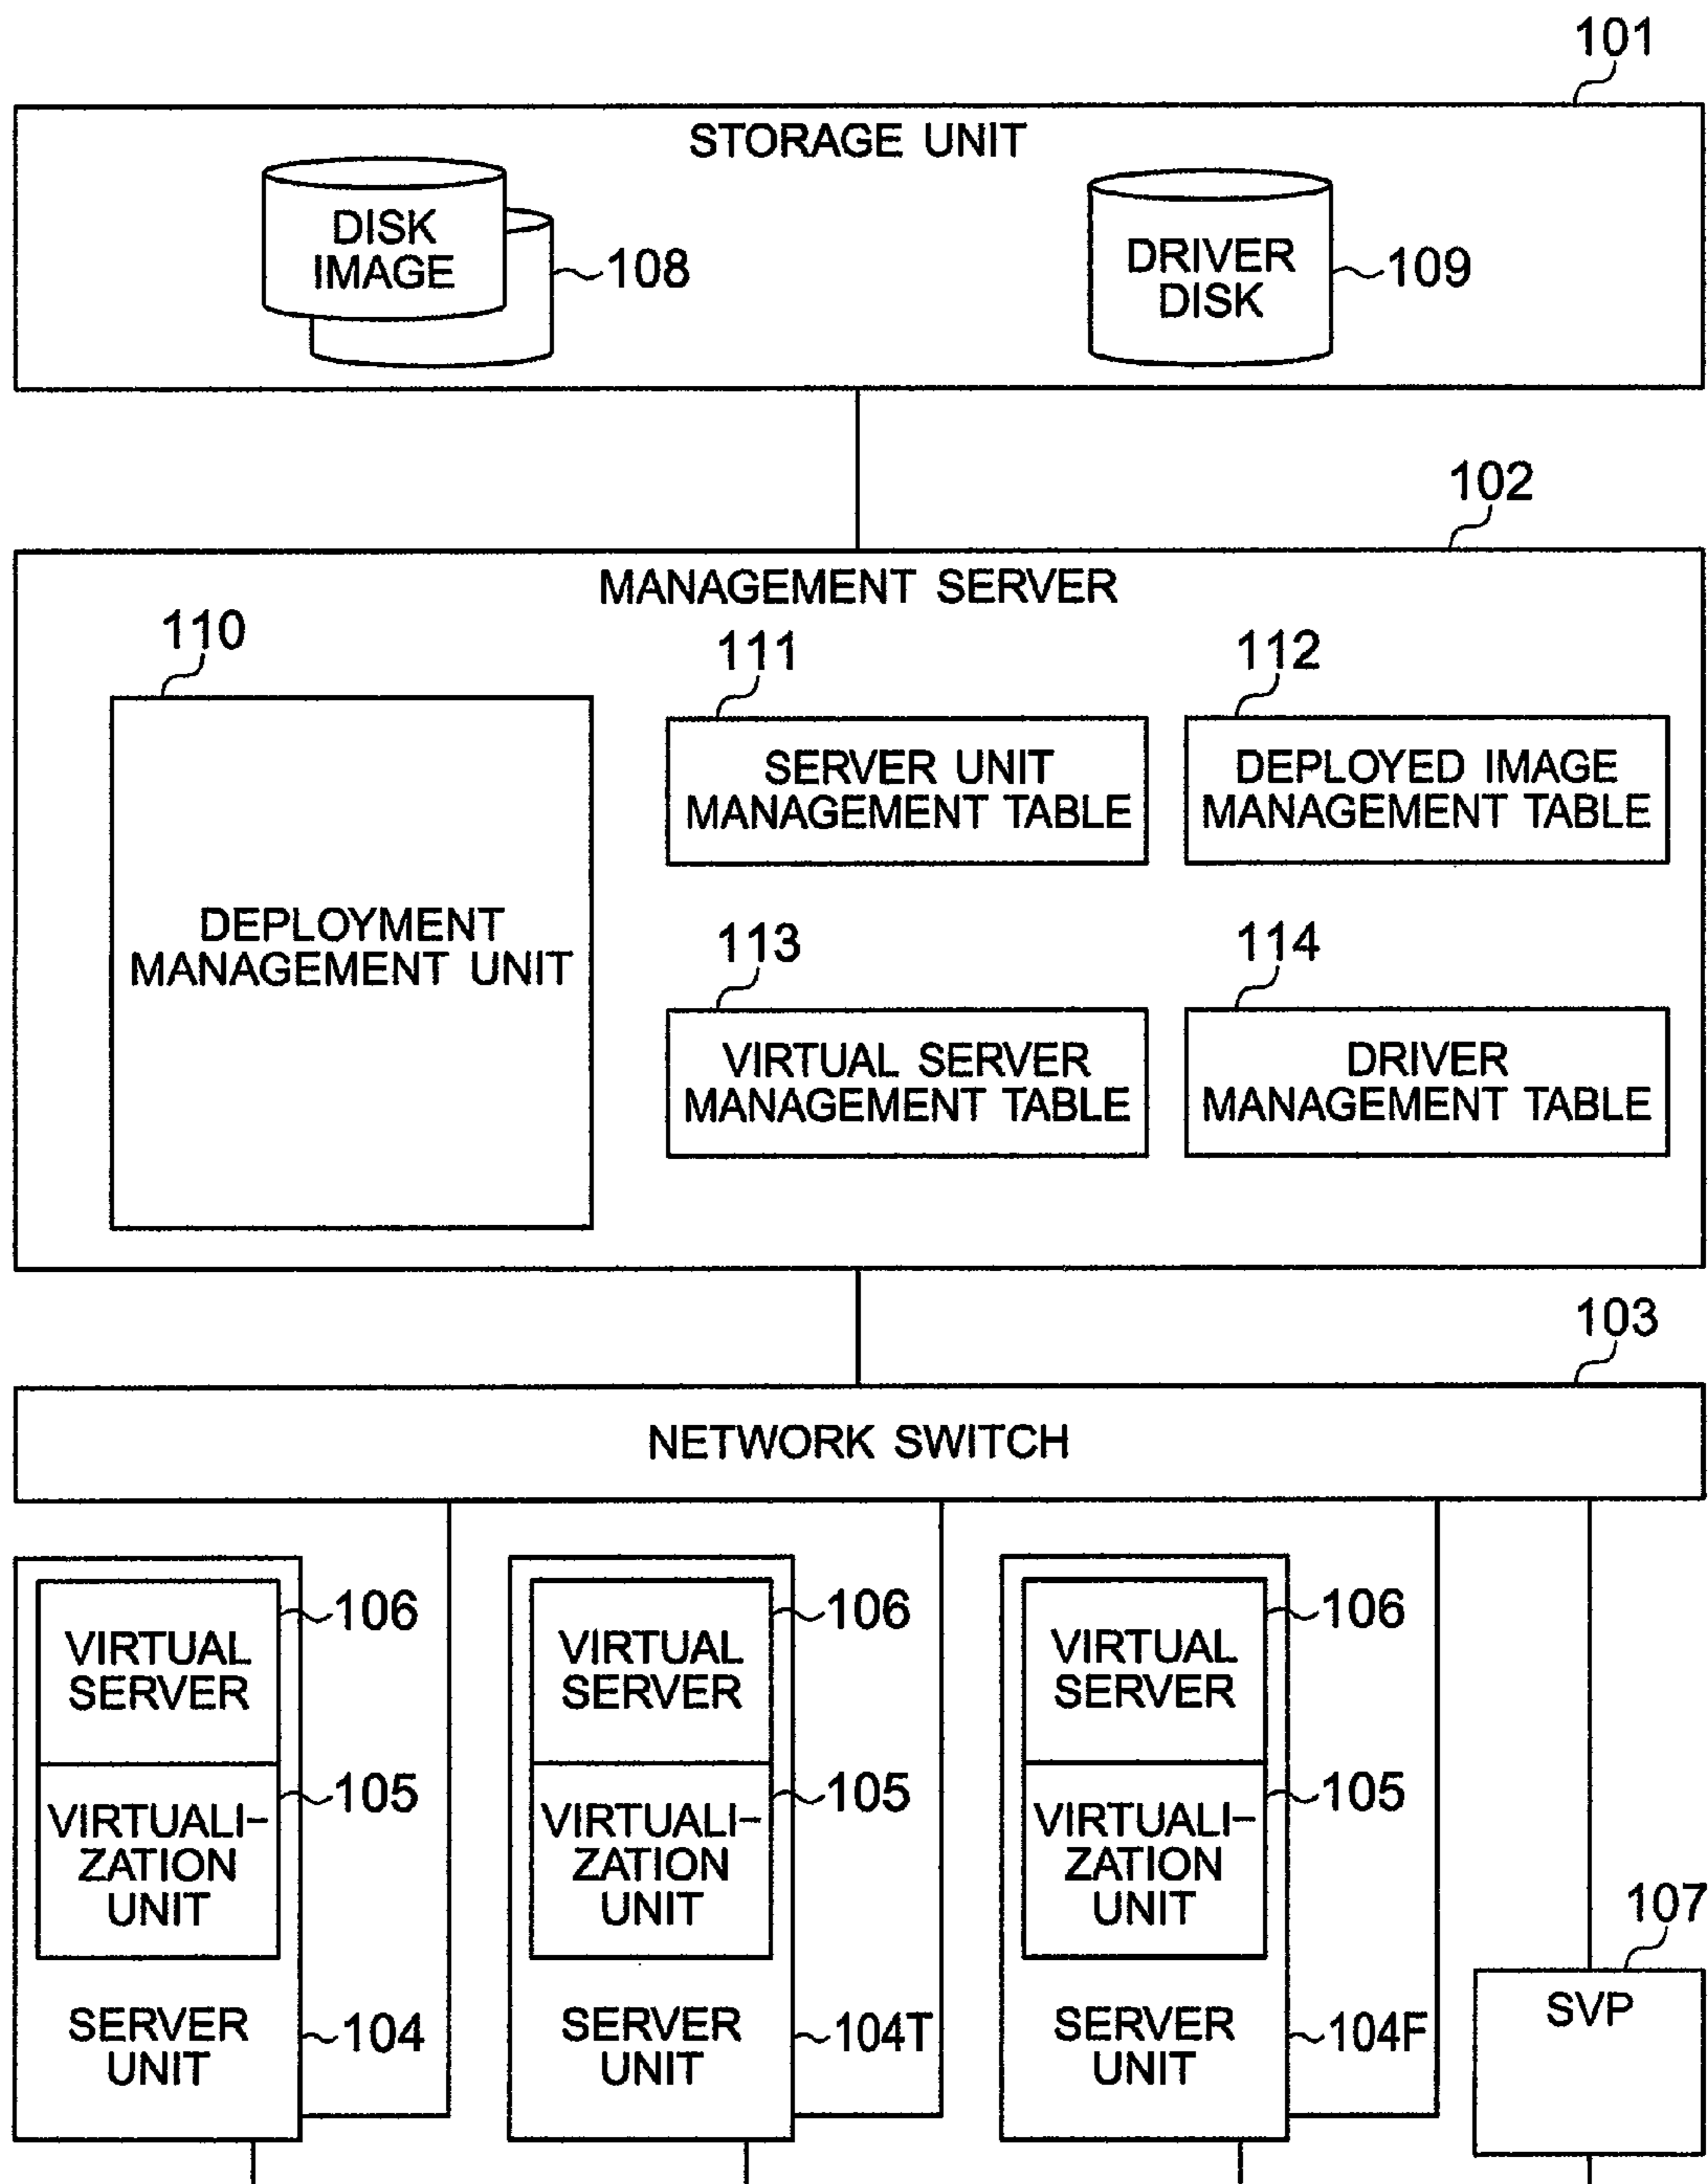 101
STORAGE UNIT
DISK
IMAGE
108
DRIVER
DISK
109
102
MANAGEMENT SERVER
110
DEPLOYMENT
MANAGEMENT UNIT
111
SERVER UNIT
MANAGEMENT TABLE
112
DEPLOYED IMAGE
MANAGEMENT TABLE
113
VIRTUAL SERVER
MANAGEMENT TABLE
114
DRIVER
MANAGEMENT TABLE
103
NETWORK SWITCH
106
VIRTUAL
SERVER
105
VIRTUALI-
ZATION
UNIT
SERVER
UNIT
104
106
VIRTUAL
SERVER
105
VIRTUALI-
ZATION
UNIT
SERVER
UNIT
104T
106
VIRTUAL
SERVER
105
VIRTUALI-
ZATION
UNIT
SERVER
UNIT
104F
107
SVP